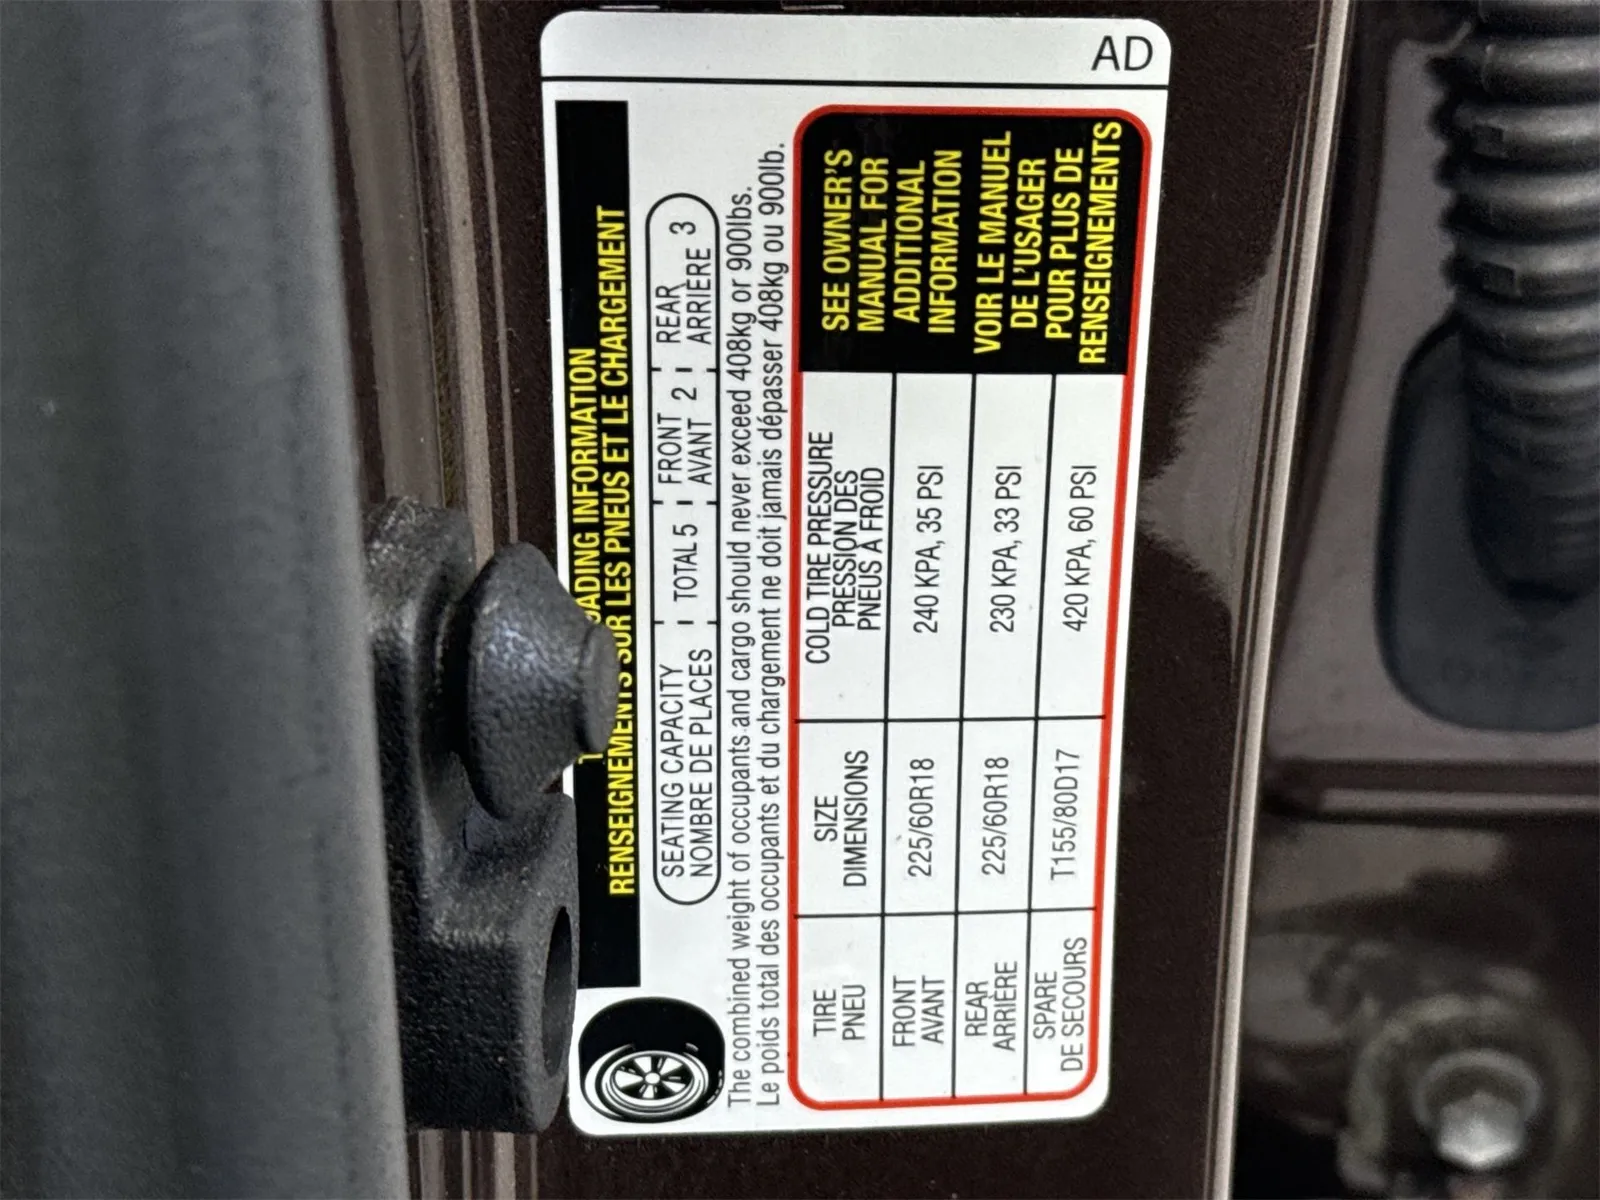 AD
LOADING INFORMATION
RENSEIGNEMENTS SUR LES PNEUS ET LE CHARGEMENT
SEATING CAPACITY
NOMBRE DE PLACES
TOTAL 5
FRONT
AVANT 2
REAR
ARRIÈRE 3
The combined weight of occupants and cargo should never exceed 408kg or 900lbs.
Le poids total des occupants et du chargement ne doit jamais dépasser 408kg ou 900lb.
TIRE
PNEU
SIZE
DIMENSIONS
COLD TIRE PRESSURE
PRESSION DES
PNEUS À FROID
FRONT
AVANT
225/60R18
240 KPA, 35 PSI
REAR
ARRIÈRE
225/60R18
230 KPA, 33 PSI
SPARE
DE SECOURS
T155/80D17
420 KPA, 60 PSI
SEE OWNER'S
MANUAL FOR
ADDITIONAL
INFORMATION
VOIR LE MANUEL
DE L'USAGER
POUR PLUS DE
RENSEIGNEMENTS